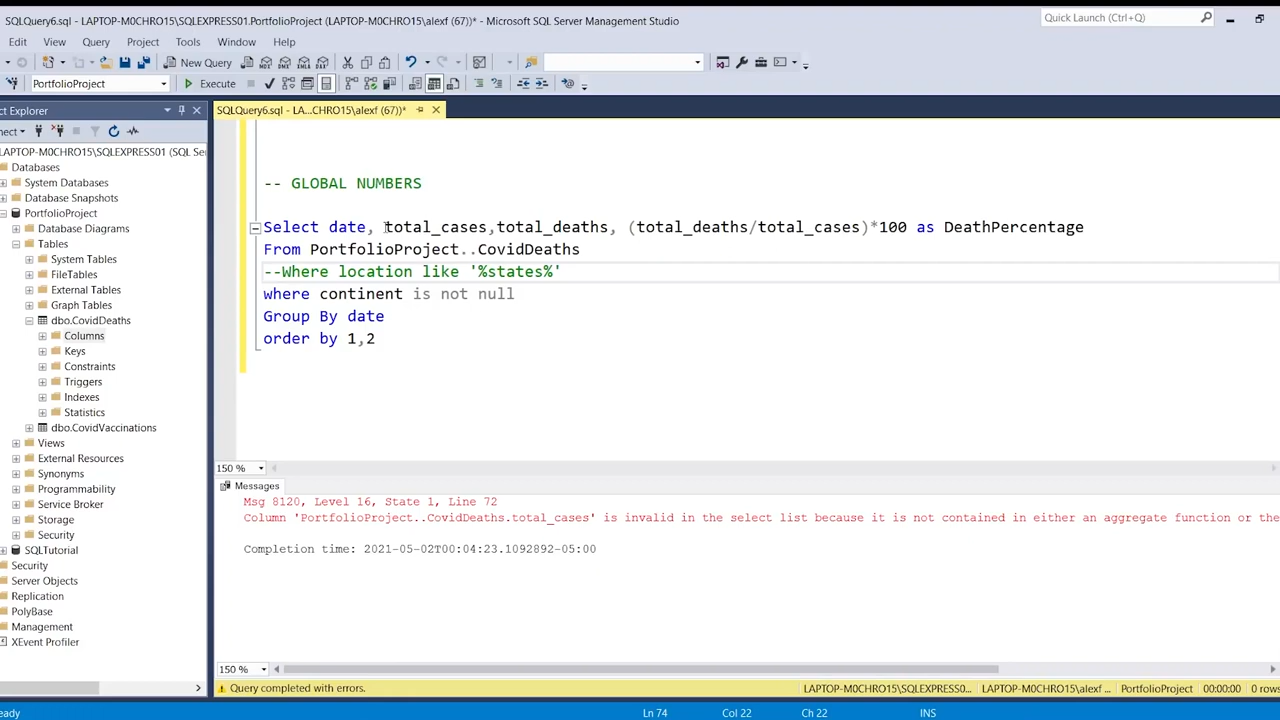 SQLQuery6.sql - LAPTOP-M0CHRO15\SQLEXPRESS01.PortfolioProject (LAPTOP-M0CHRO15\alexf (67))* - Microsoft SQL Server Management Studio
Quick Launch (Ctrl+Q)
Edit View Query Project Tools Window Help
New Query
PortfolioProject Execute
ct Explorer
SQLQuery6.sql - LA...CHRO15\alexf (67))*
nect
LAPTOP-M0CHRO15\SQLEXPRESS01 (SQL Se
Databases
System Databases
Database Snapshots
PortfolioProject
Database Diagrams
Tables
System Tables
FileTables
External Tables
Graph Tables
dbo.CovidDeaths
Columns
Keys
Constraints
Triggers
Indexes
Statistics
dbo.CovidVaccinations
Views
External Resources
Synonyms
Programmability
Service Broker
Storage
Security
SQLTutorial
Security
Server Objects
Replication
PolyBase
Management
XEvent Profiler
-- GLOBAL NUMBERS
Select date, total_cases,total_deaths, (total_deaths/total_cases)*100 as DeathPercentage
From PortfolioProject..CovidDeaths
--Where location like '%states%'
where continent is not null
Group By date
order by 1,2
150 %
Messages
Msg 8120, Level 16, State 1, Line 72
Column 'PortfolioProject..CovidDeaths.total_cases' is invalid in the select list because it is not contained in either an aggregate function or the
Completion time: 2021-05-02T00:04:23.1092892-05:00
150 %
Query completed with errors. LAPTOP-M0CHRO15\SQLEXPRESS0... LAPTOP-M0CHRO15\alexf ... PortfolioProject 00:00:00 0 rows
eady Ln 74 Col 22 Ch 22 INS